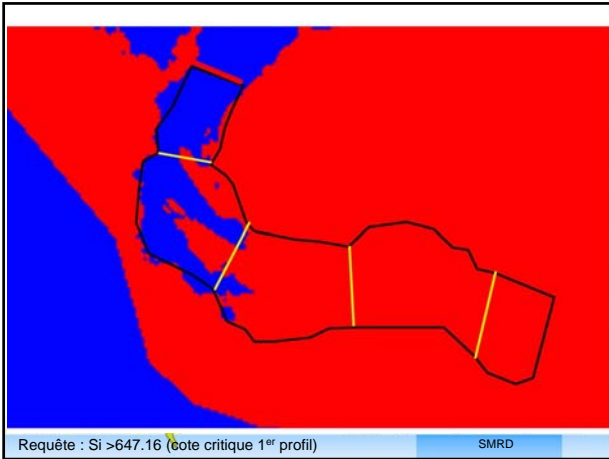 Requête : Si >647.16 (cote critique 1er profil)
SMRD